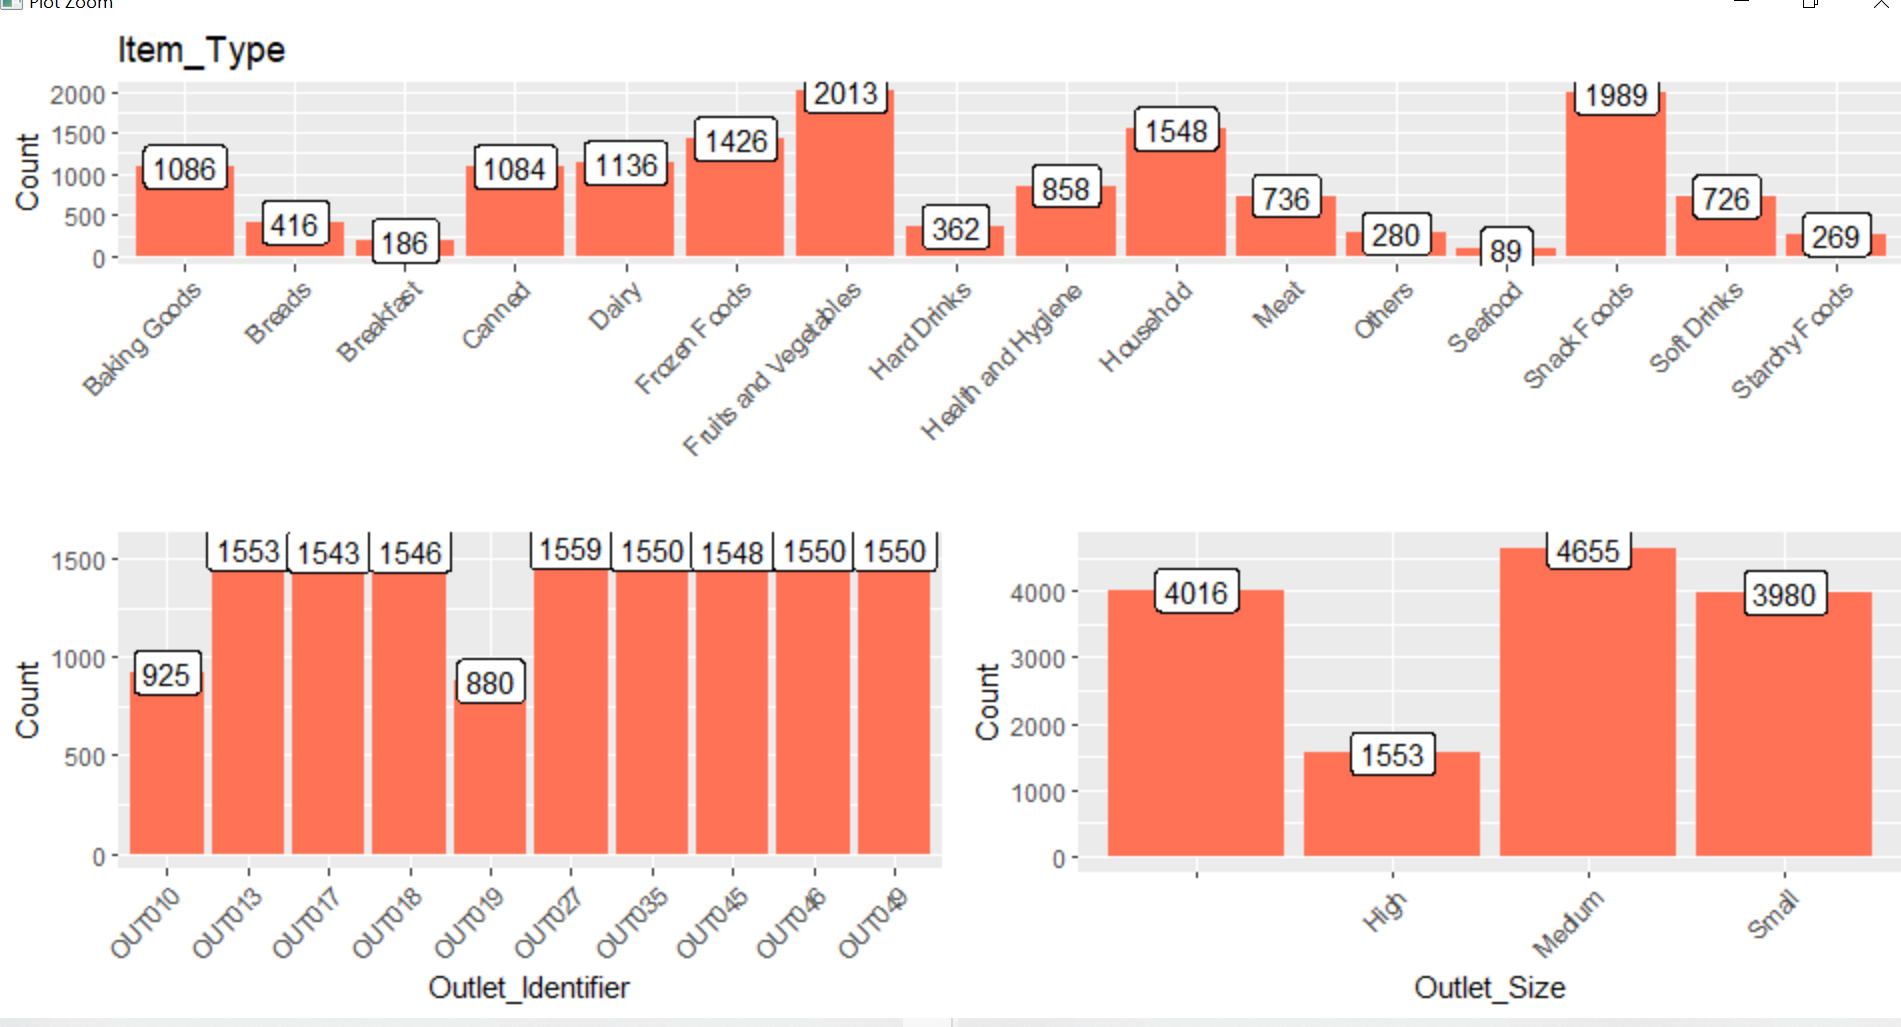 Plot Zoom
Item_Type
Count
2000
1500
1000
500
0
1086
416
186
1084
1136
1426
2013
362
858
1548
736
280
89
1989
726
269
Baking Goods
Breads
Breakfast
Canned
Dairy
Frozen Foods
Fruits and Vegetables
Hard Drinks
Health and Hygiene
Household
Meat
Others
Seafood
Snack Foods
Soft Drinks
Starchy Foods
Count
1500
1000
500
0
925
1553
1543
1546
880
1559
1550
1548
1550
1550
OUT010
OUT013
OUT017
OUT018
OUT019
OUT027
OUT035
OUT045
OUT046
OUT049
Outlet_Identifier
Count
4000
3000
2000
1000
0
4016
1553
4655
3980
High
Medium
Small
Outlet_Size